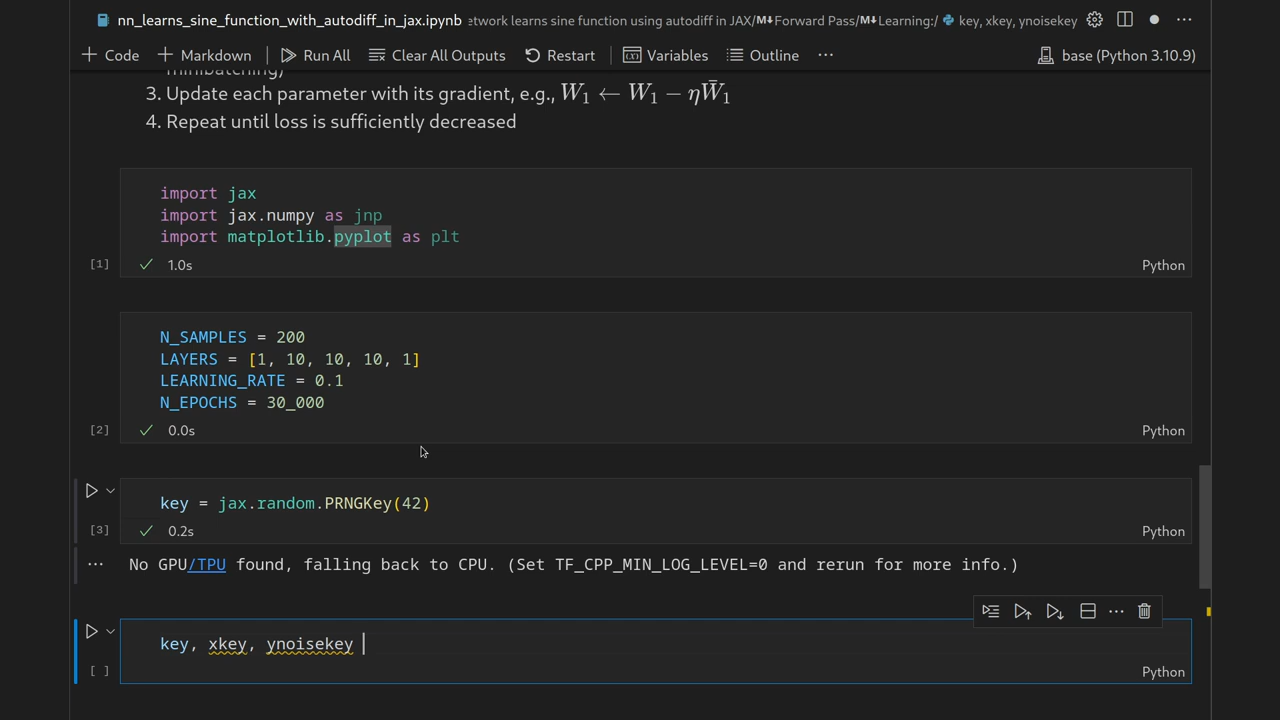 nn_learns_sine_function_with_autodiff_in_jax.ipynb etwork learns sine function using autodiff in JAX/M↓Forward Pass/M↓Learning:/ key, xkey, ynoisekey
Code Markdown Run All Clear All Outputs Restart Variables Outline ... base (Python 3.10.9)
minibatching)
3. Update each parameter with its gradient, e.g., W₁ ← W₁ − ηW̄₁
4. Repeat until loss is sufficiently decreased
import jax
import jax.numpy as jnp
import matplotlib.pyplot as plt
[1] 1.0s Python
N_SAMPLES = 200
LAYERS = [1, 10, 10, 10, 1]
LEARNING_RATE = 0.1
N_EPOCHS = 30_000
[2] 0.0s Python
key = jax.random.PRNGKey(42)
[3] 0.2s Python
... No GPU/TPU found, falling back to CPU. (Set TF_CPP_MIN_LOG_LEVEL=0 and rerun for more info.)
key, xkey, ynoisekey
[ ] Python